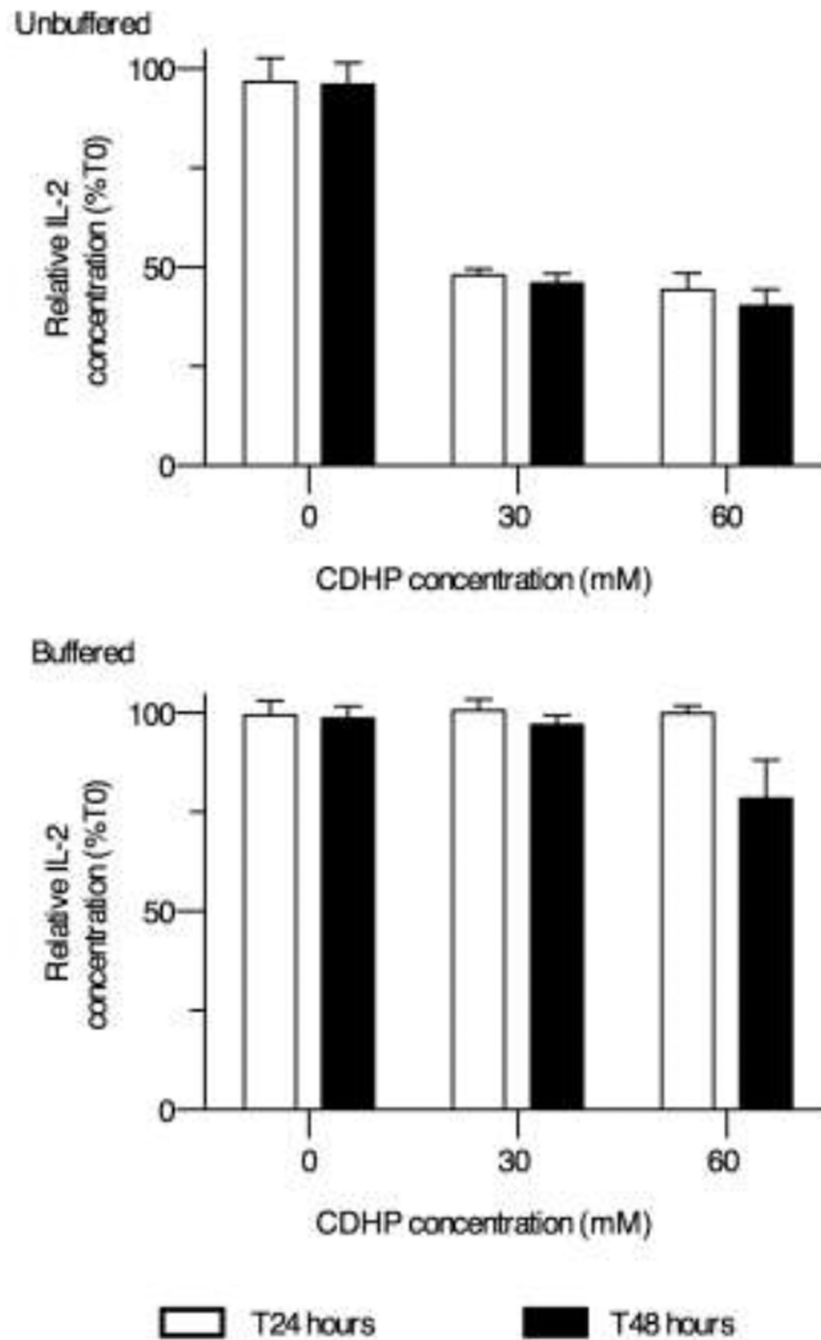 Unbuffered
100
50
0
Relative IL-2
concentration (%T0)
0 30 60
CDHP concentration (mM)
Buffered
100
50
0
Relative IL-2
concentration (%T0)
0 30 60
CDHP concentration (mM)
T24 hours T48 hours